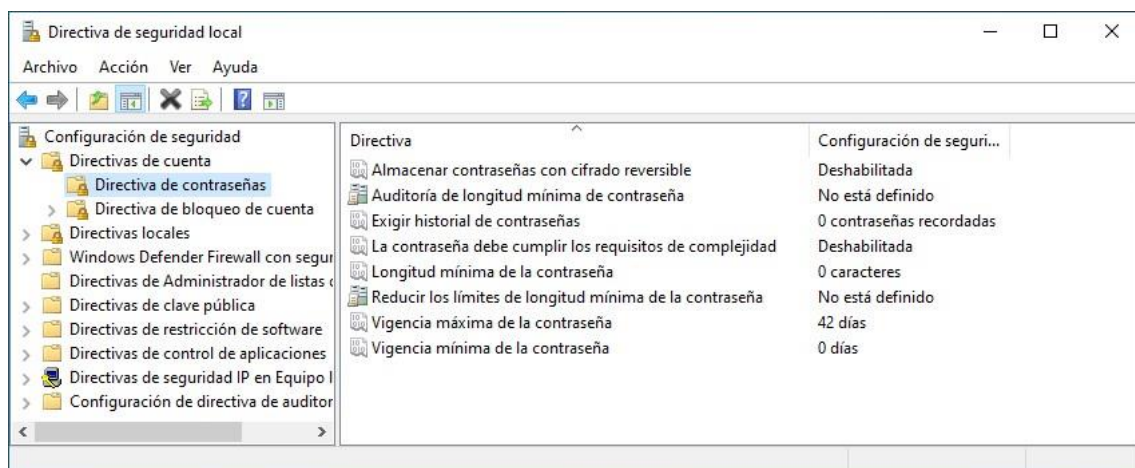 Directiva de seguridad local
Archivo Acción Ver Ayuda
Configuración de seguridad
Directivas de cuenta
Directiva de contraseñas
Directiva de bloqueo de cuenta
Directivas locales
Windows Defender Firewall con segur
Directivas de Administrador de listas
Directivas de clave pública
Directivas de restricción de software
Directivas de control de aplicaciones
Directivas de seguridad IP en Equipo l
Configuración de directiva de auditor
Directiva Configuración de seguri...
Almacenar contraseñas con cifrado reversible Deshabilitada
Auditoría de longitud mínima de contraseña No está definido
Exigir historial de contraseñas 0 contraseñas recordadas
La contraseña debe cumplir los requisitos de complejidad Deshabilitada
Longitud mínima de la contraseña 0 caracteres
Reducir los límites de longitud mínima de la contraseña No está definido
Vigencia máxima de la contraseña 42 días
Vigencia mínima de la contraseña 0 días